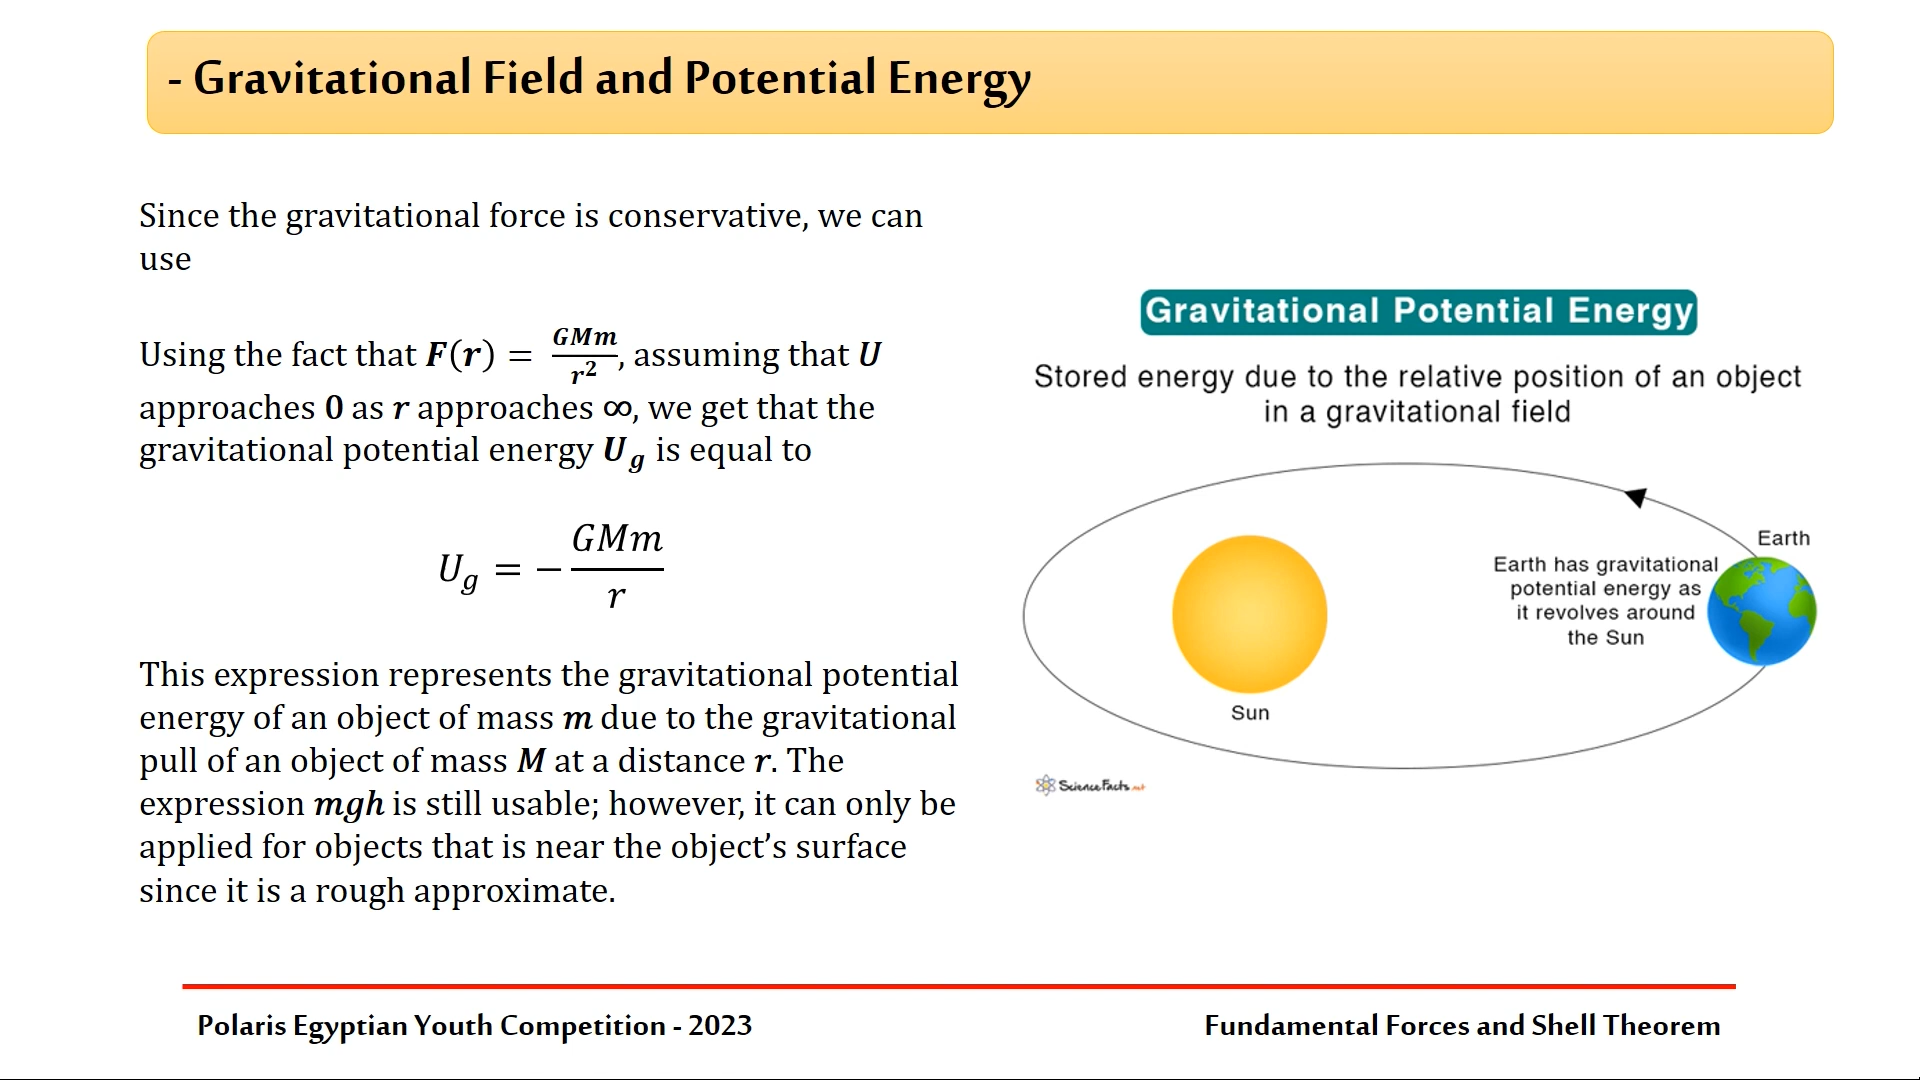 - Gravitational Field and Potential Energy
Since the gravitational force is conservative, we can
use
Using the fact that F(r) = GMm/r², assuming that U
approaches 0 as r approaches ∞, we get that the
gravitational potential energy U_g is equal to
U_g = −GMm/r
This expression represents the gravitational potential
energy of an object of mass m due to the gravitational
pull of an object of mass M at a distance r. The
expression mgh is still usable; however, it can only be
applied for objects that is near the object’s surface
since it is a rough approximate.
Gravitational Potential Energy
Stored energy due to the relative position of an object
in a gravitational field
Earth
Earth has gravitational
potential energy as
it revolves around
the Sun
Sun
ScienceFacts.net
Polaris Egyptian Youth Competition - 2023
Fundamental Forces and Shell Theorem